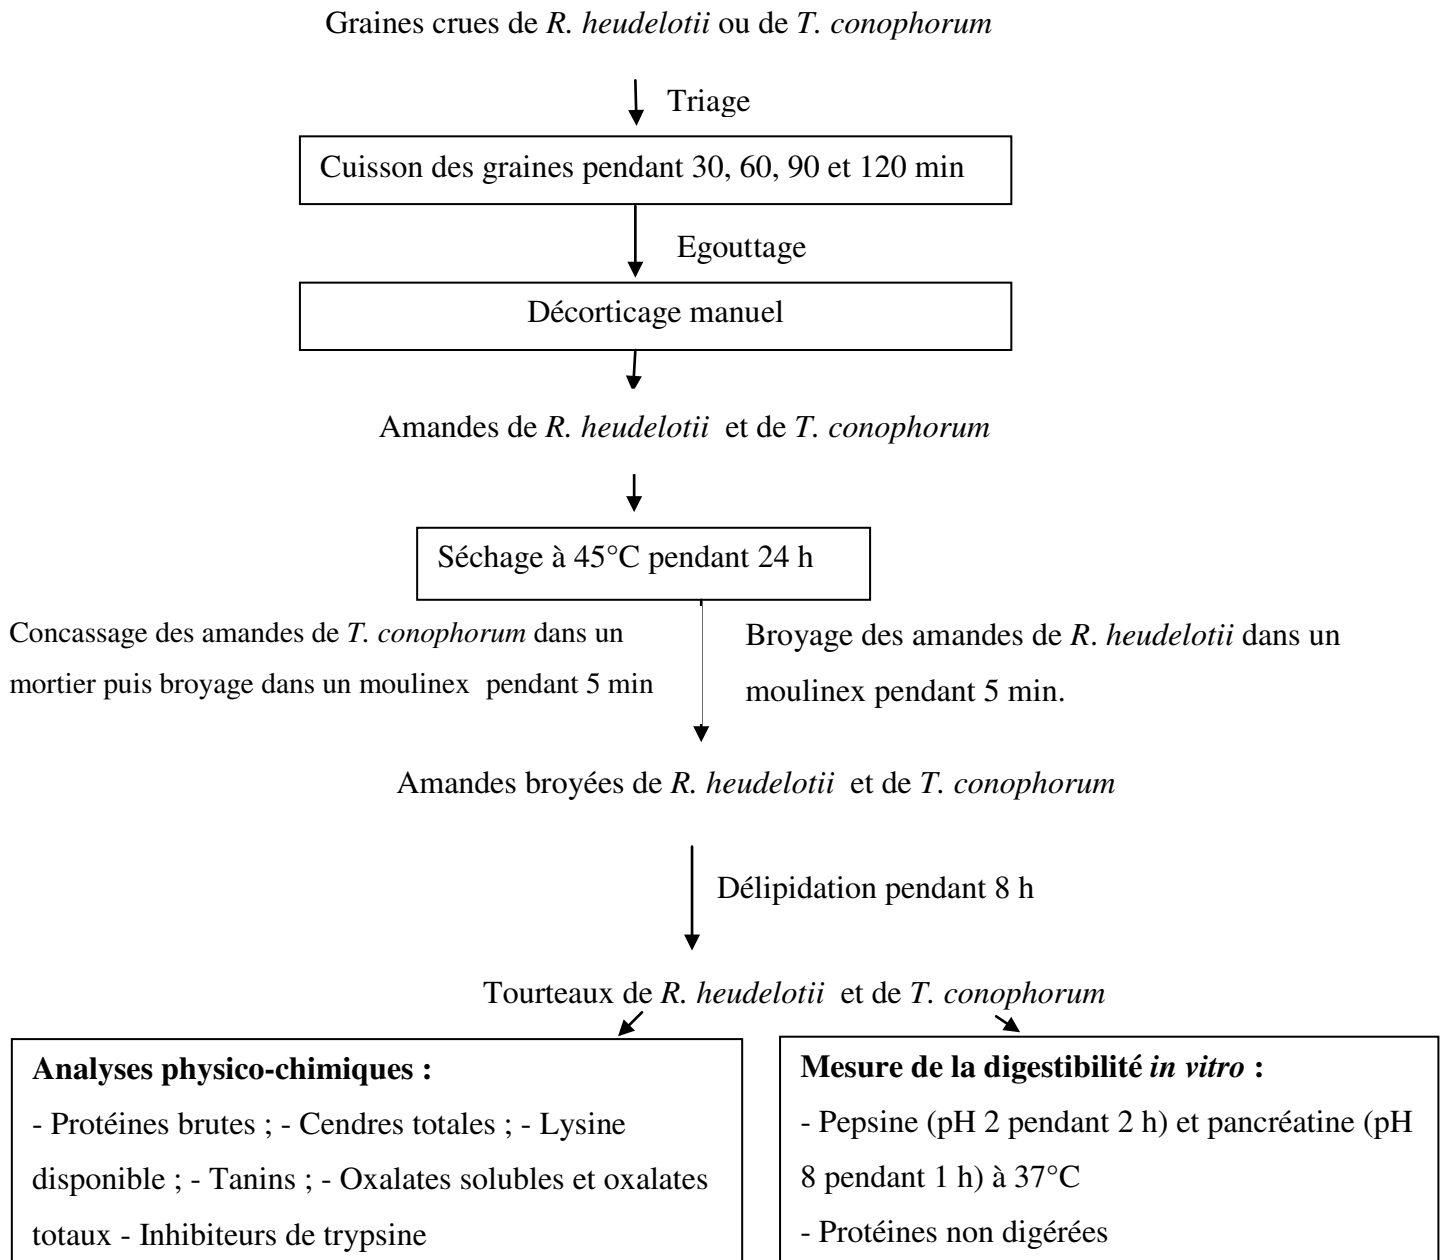 Graines crues de R. heudelotii ou de T. conophorum
Triage
Cuisson des graines pendant 30, 60, 90 et 120 min
Egouttage
Décorticage manuel
Amandes de R. heudelotii et de T. conophorum
Séchage à 45°C pendant 24 h
Concassage des amandes de T. conophorum dans un
mortier puis broyage dans un moulinex pendant 5 min
Broyage des amandes de R. heudelotii dans un
moulinex pendant 5 min.
Amandes broyées de R. heudelotii et de T. conophorum
Délipidation pendant 8 h
Tourteaux de R. heudelotii et de T. conophorum
Analyses physico-chimiques :
- Protéines brutes ; - Cendres totales ; - Lysine
disponible ; - Tanins ; - Oxalates solubles et oxalates
totaux - Inhibiteurs de trypsine
Mesure de la digestibilité in vitro :
- Pepsine (pH 2 pendant 2 h) et pancréatine (pH
8 pendant 1 h) à 37°C
- Protéines non digérées